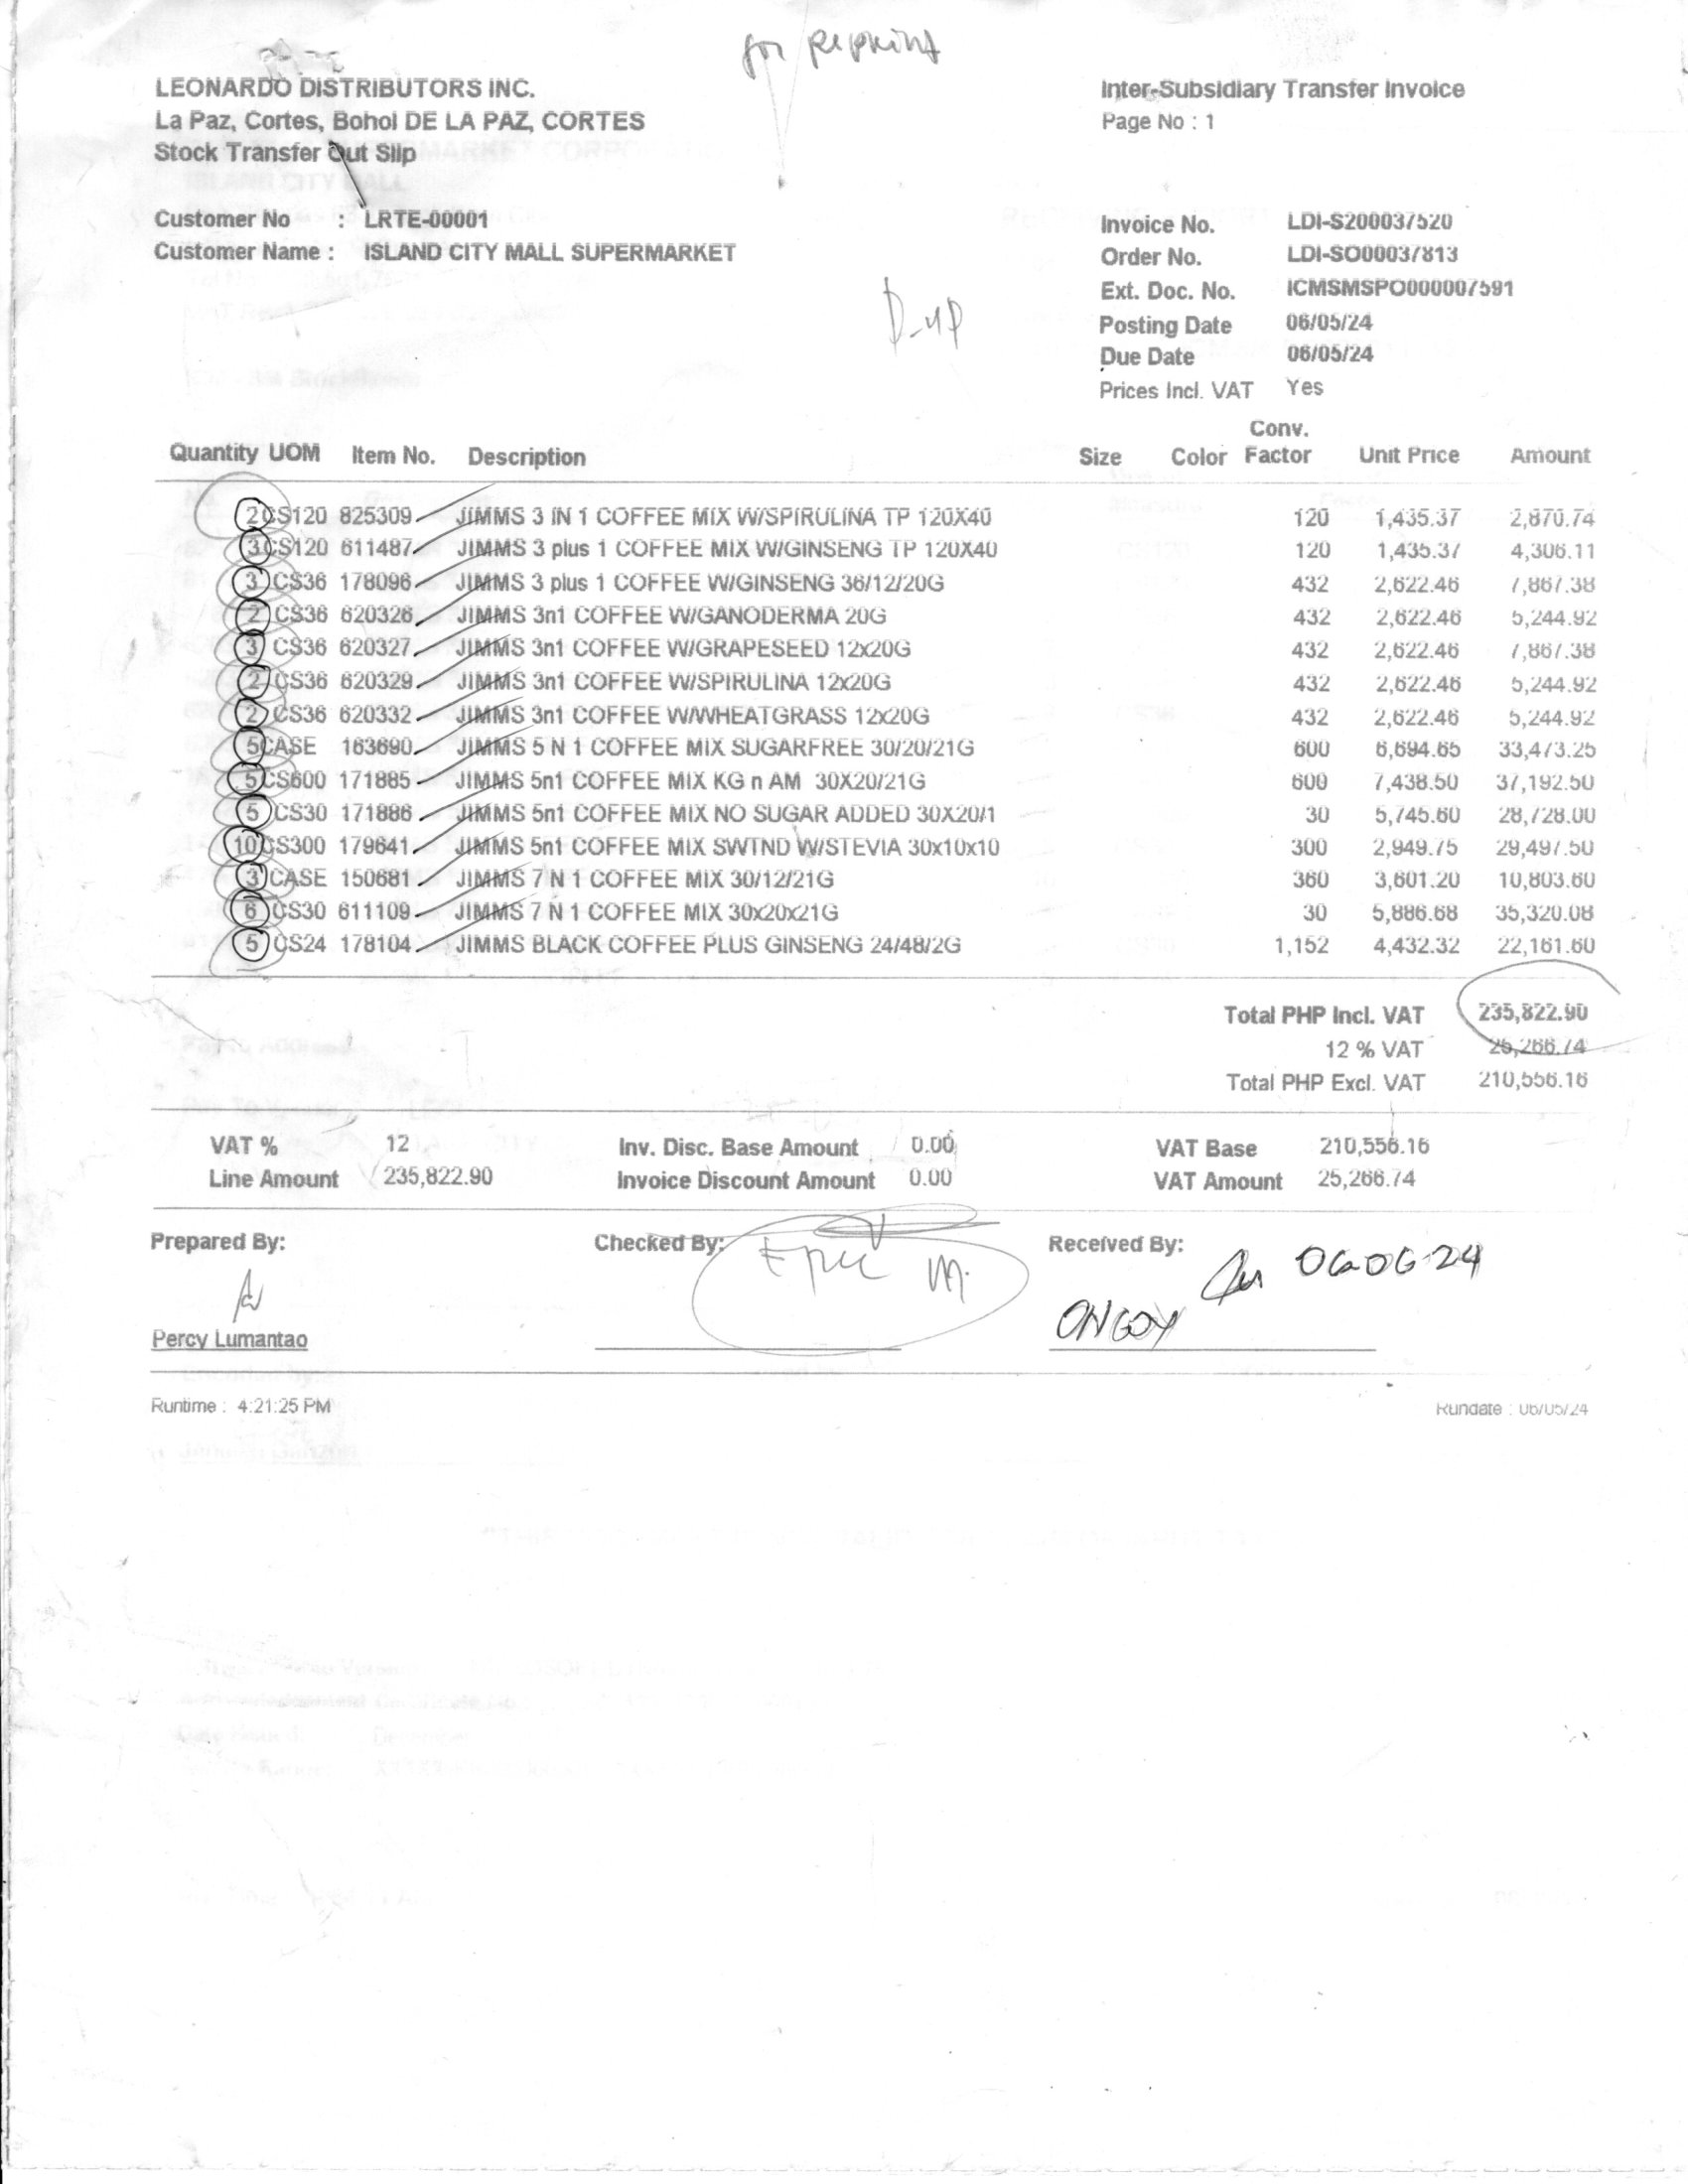 for reprint
LEONARDO DISTRIBUTORS INC.
La Paz, Cortes, Bohol DE LA PAZ, CORTES
Stock Transfer Out Slip
Inter-Subsidiary Transfer Invoice
Page No : 1
Customer No : LRTE-00001
Customer Name : ISLAND CITY MALL SUPERMARKET
D-up
Invoice No. LDI-S200037520
Order No. LDI-SO00037813
Ext. Doc. No. ICMSMSPO000007591
Posting Date 06/05/24
Due Date 06/05/24
Prices Incl. VAT Yes
Quantity UOM Item No. Description Size Color Conv. Factor Unit Price Amount
2 CS120 825309 JIMMS 3 IN 1 COFFEE MIX W/SPIRULINA TP 120X40 120 1,435.37 2,870.74
3 CS120 611487 JIMMS 3 plus 1 COFFEE MIX W/GINSENG TP 120X40 120 1,435.37 4,306.11
3 CS36 178096 JIMMS 3 plus 1 COFFEE W/GINSENG 36/12/20G 432 2,622.46 7,867.38
2 CS36 620326 JIMMS 3n1 COFFEE W/GANODERMA 20G 432 2,622.46 5,244.92
3 CS36 620327 JIMMS 3n1 COFFEE W/GRAPESEED 12x20G 432 2,622.46 7,867.38
2 CS36 620329 JIMMS 3n1 COFFEE W/SPIRULINA 12x20G 432 2,622.46 5,244.92
2 CS36 620332 JIMMS 3n1 COFFEE W/WHEATGRASS 12x20G 432 2,622.46 5,244.92
5 CASE 163690 JIMMS 5 N 1 COFFEE MIX SUGARFREE 30/20/21G 600 6,694.65 33,473.25
5 CS600 171885 JIMMS 5n1 COFFEE MIX KG n AM 30X20/21G 600 7,438.50 37,192.50
5 CS30 171886 JIMMS 5n1 COFFEE MIX NO SUGAR ADDED 30X20/1 30 5,745.60 28,728.00
10 CS300 179641 JIMMS 5n1 COFFEE MIX SWTND W/STEVIA 30x10x10 300 2,949.75 29,497.50
3 CASE 150681 JIMMS 7 N 1 COFFEE MIX 30/12/21G 360 3,601.20 10,803.60
6 CS30 611109 JIMMS 7 N 1 COFFEE MIX 30x20x21G 30 5,886.68 35,320.08
5 CS24 178104 JIMMS BLACK COFFEE PLUS GINSENG 24/48/2G 1,152 4,432.32 22,161.60
Total PHP Incl. VAT 235,822.90
12 % VAT 25,266.74
Total PHP Excl. VAT 210,556.16
VAT % 12 Inv. Disc. Base Amount 0.00 VAT Base 210,556.16
Line Amount 235,822.90 Invoice Discount Amount 0.00 VAT Amount 25,266.74
Prepared By: Checked By: Received By:
06-06-24
ONGOY
Percy Lumantao
Runtime : 4:21:25 PM Rundate : 06/05/24